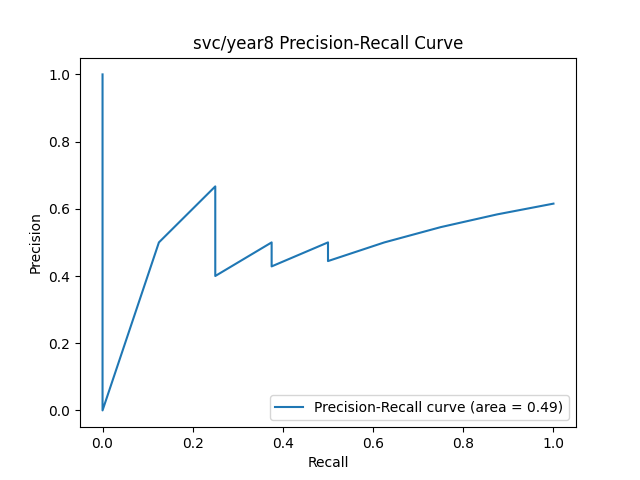 svc/year8 Precision-Recall Curve
1.0
0.8
0.6
0.4
0.2
0.0
Precision
Precision-Recall curve (area = 0.49)
0.0 0.2 0.4 0.6 0.8 1.0
Recall